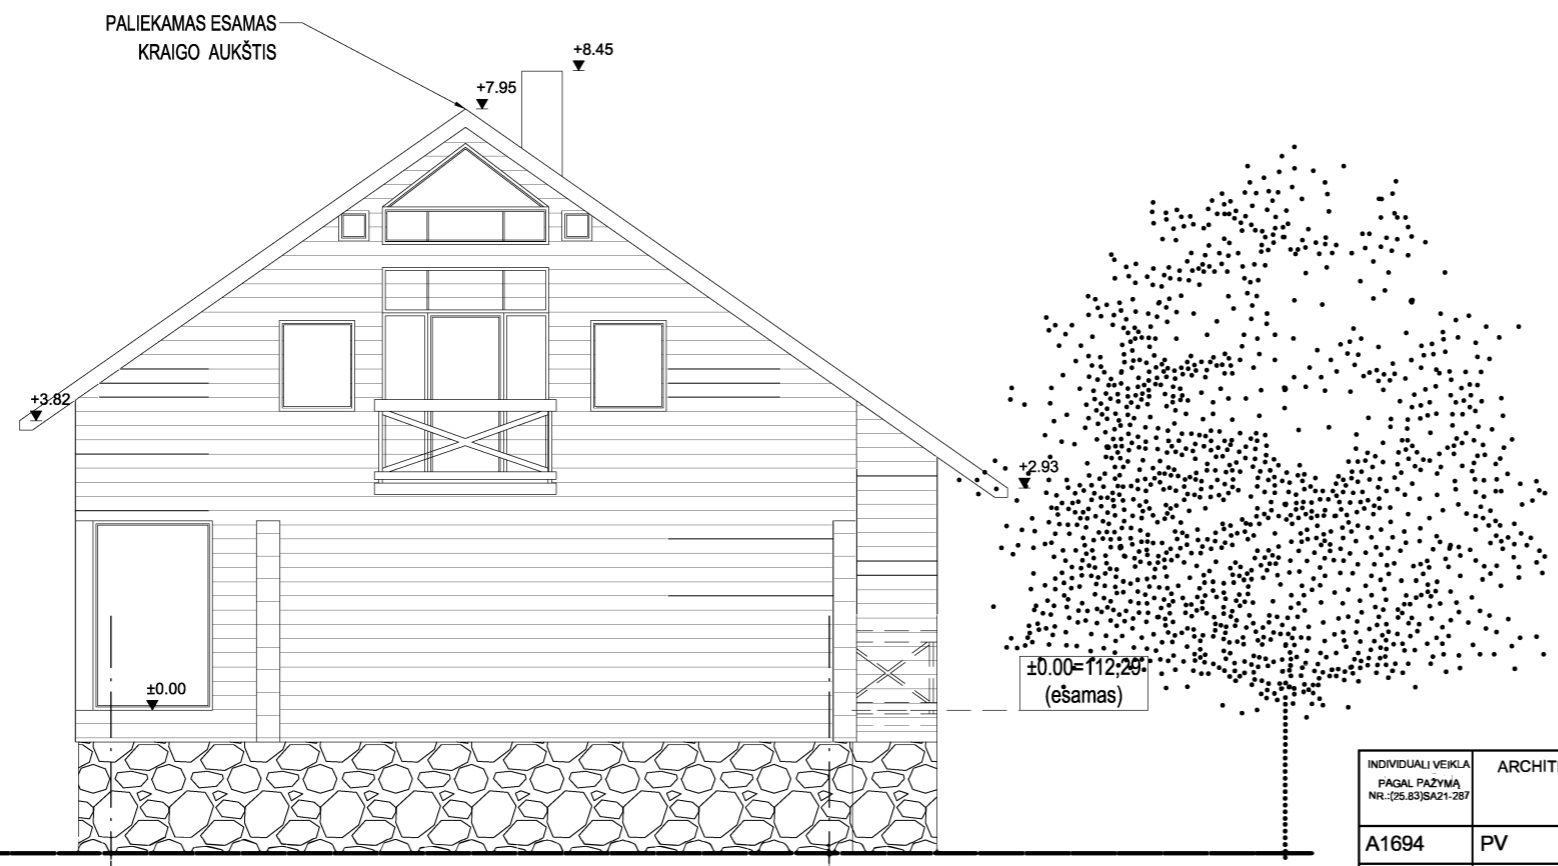 PALIEKAMAS ESAMAS
KRAIGO AUKŠTIS
+8.45
+7.95
+3.82
+2.93
±0.00
±0.00=112,29
(esamas)
INDIVIDUALI VEIKLA
PAGAL PAŽYMĄ
NR.:(25.83)SA21-287
ARCHITE
A1694
PV